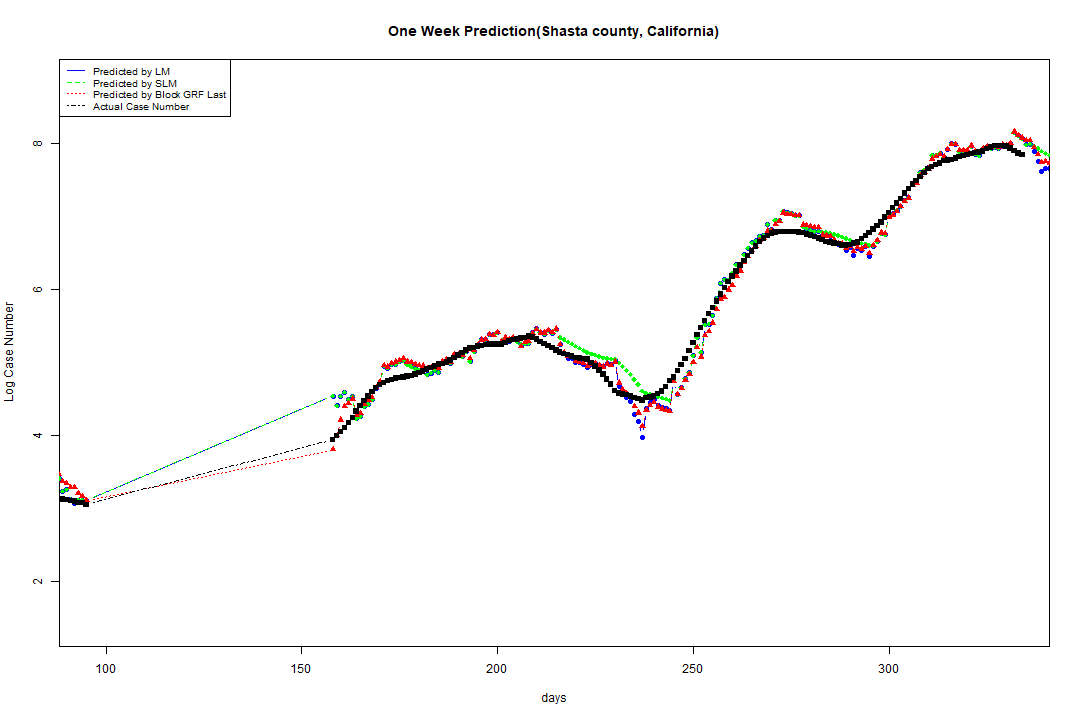 One Week Prediction(Shasta county, California)
Predicted by LM
Predicted by SLM
Predicted by Block GRF Last
Actual Case Number
8
6
4
2
Log Case Number
100 150 200 250 300
days